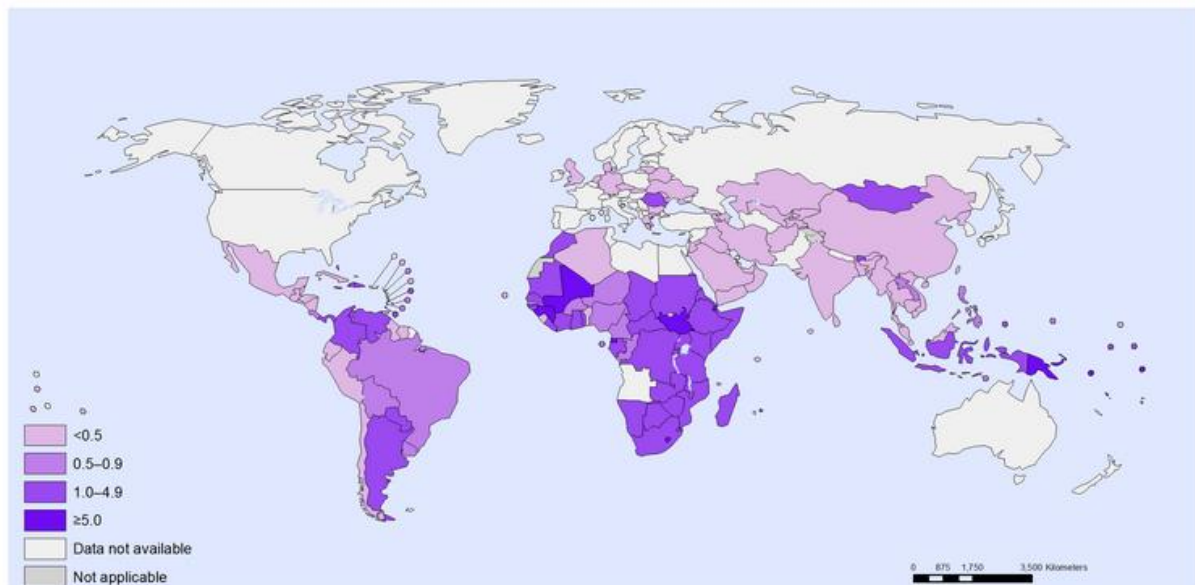 <0.5
0.5–0.9
1.0–4.9
≥5.0
Data not available
Not applicable
0 875 1,750 3,500 Kilometers